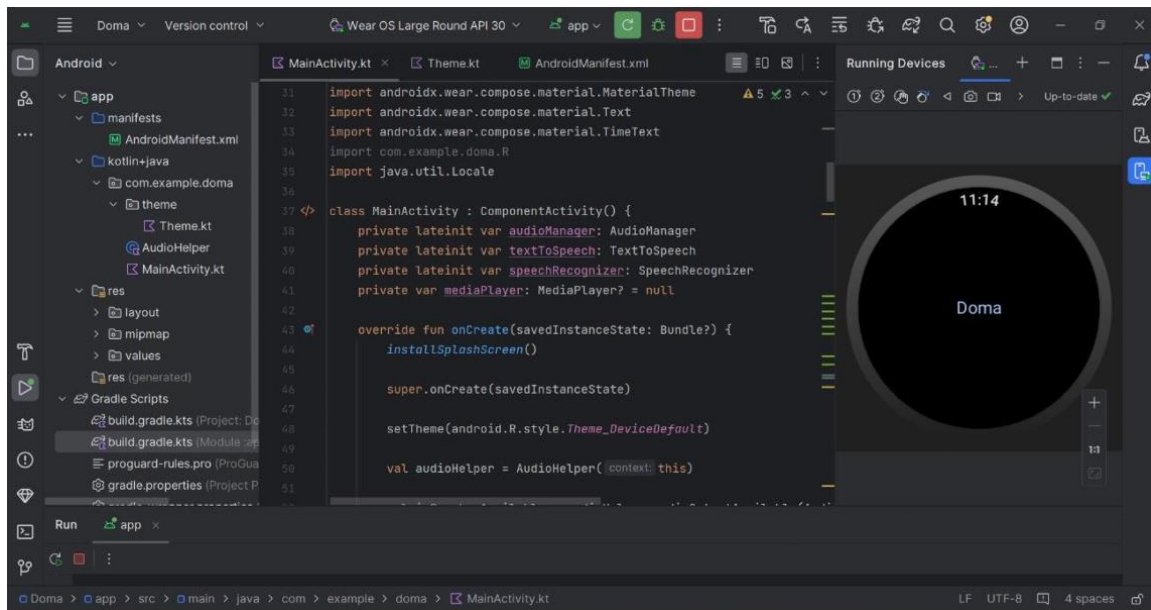 Doma
Version control
Wear OS Large Round API 30
app
Android
MainActivity.kt
Theme.kt
AndroidManifest.xml
Running Devices
app
manifests
AndroidManifest.xml
kotlin+java
com.example.doma
theme
Theme.kt
AudioHelper
MainActivity.kt
res
layout
mipmap
values
res (generated)
Gradle Scripts
build.gradle.kts (Project: Do
build.gradle.kts (Module :ap
proguard-rules.pro (ProGua
gradle.properties (Project P
31 import androidx.wear.compose.material.MaterialTheme
5 3
32 import androidx.wear.compose.material.Text
33 import androidx.wear.compose.material.TimeText
34 import com.example.doma.R
35 import java.util.Locale
36
37 class MainActivity : ComponentActivity() {
38 private lateinit var audioManager: AudioManager
39 private lateinit var textToSpeech: TextToSpeech
40 private lateinit var speechRecognizer: SpeechRecognizer
41 private var mediaPlayer: MediaPlayer? = null
42
43 override fun onCreate(savedInstanceState: Bundle?) {
44 installSplashScreen()
45
46 super.onCreate(savedInstanceState)
47
48 setTheme(android.R.style.Theme_DeviceDefault)
49
50 val audioHelper = AudioHelper( context: this)
51
Up-to-date
11:14
Doma
1:1
Run
app
Doma > app > src > main > java > com > example > doma > MainActivity.kt
LF UTF-8 4 spaces